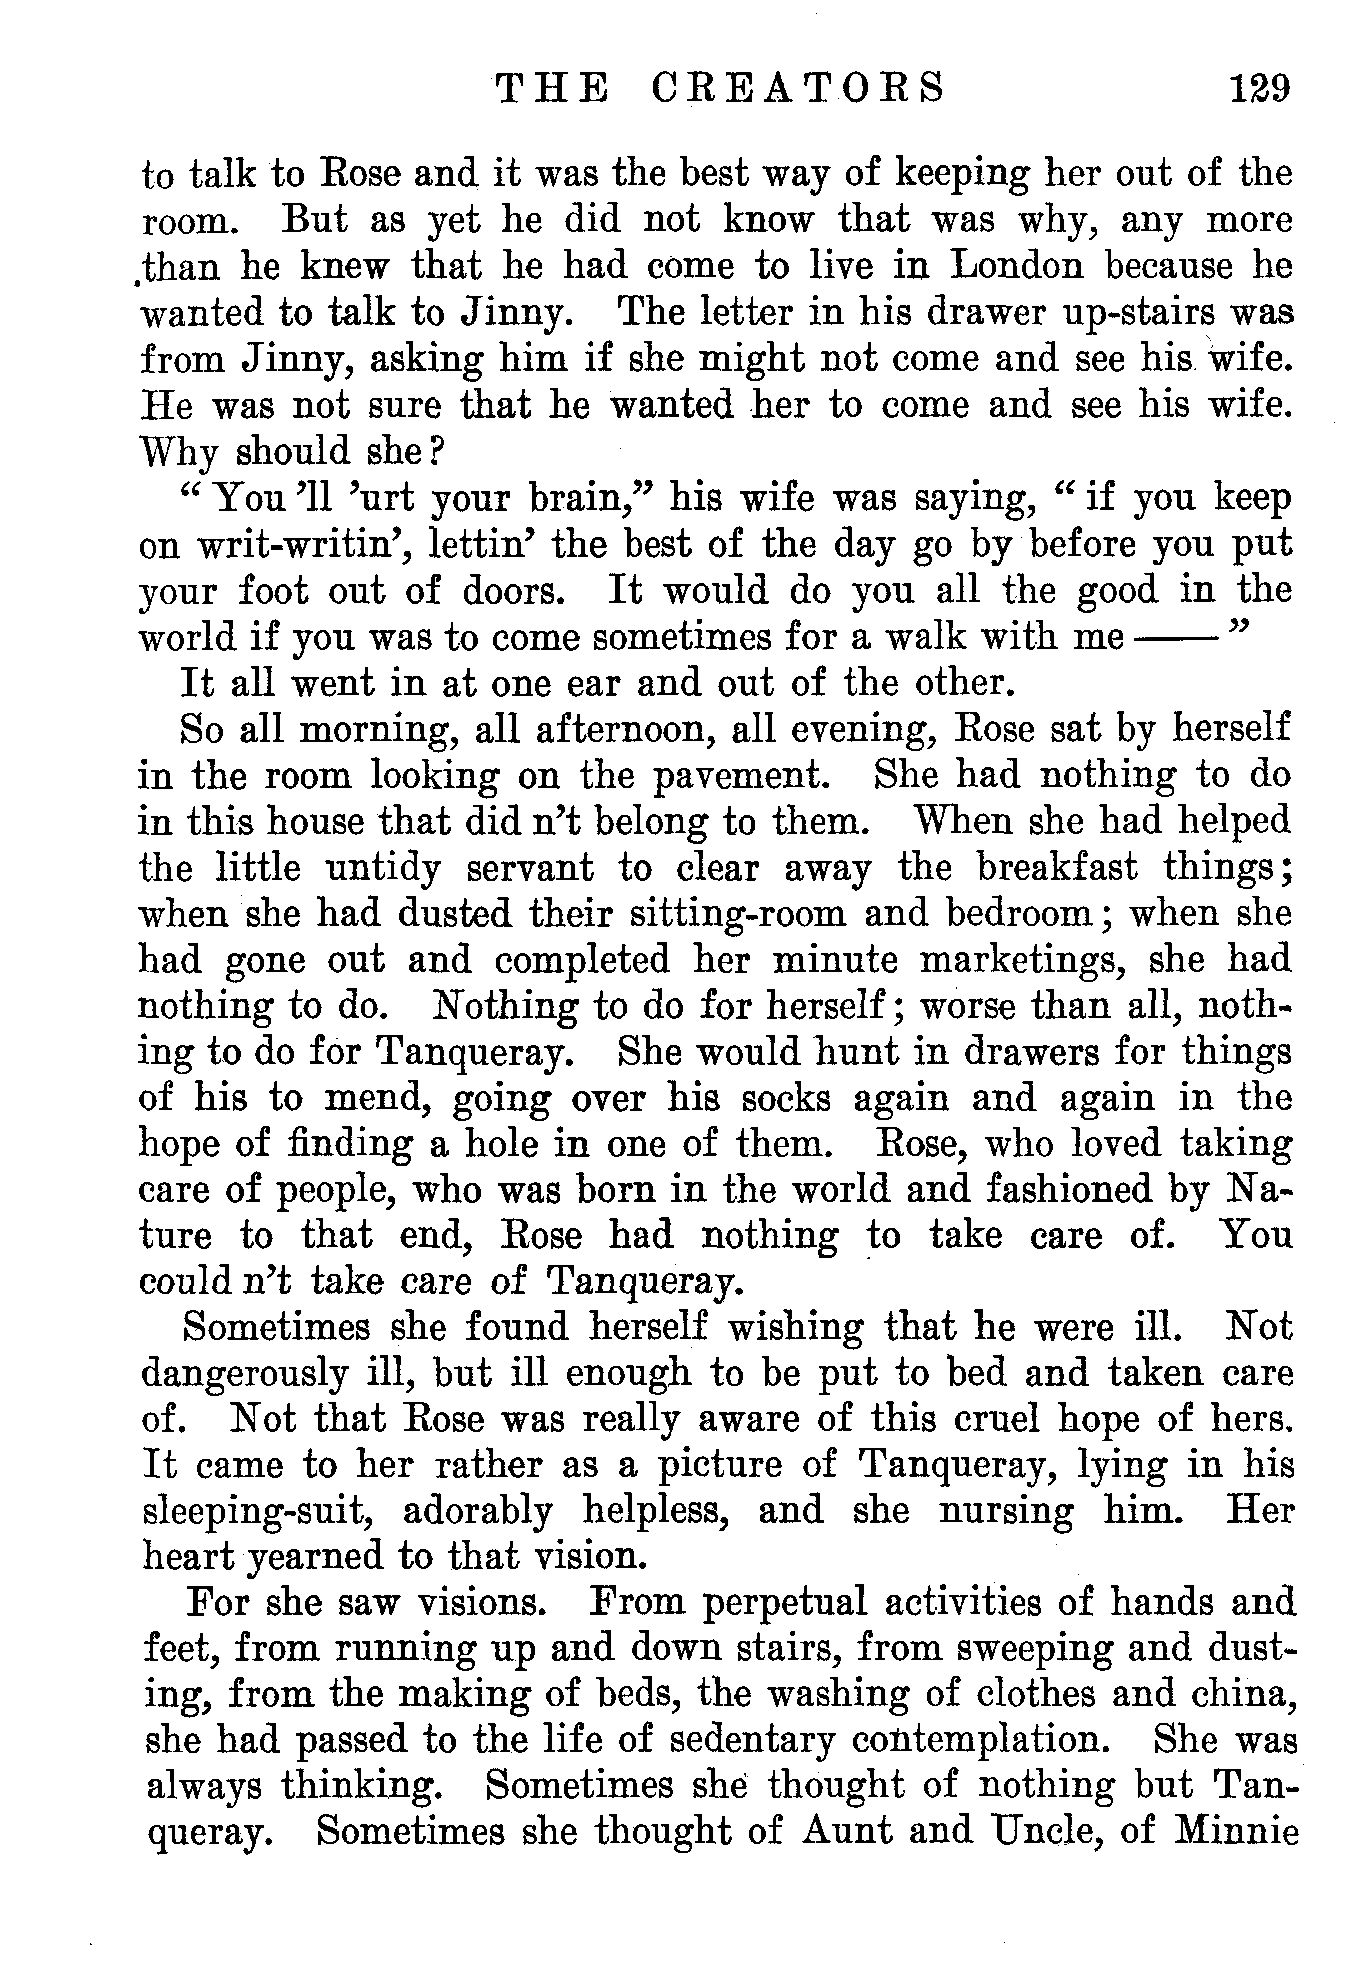 THE CREATORS 129
to talk to Rose and it was the best way of keeping her out of the
room. But as yet he did not know that was why, any more
than he knew that he had come to live in London because he
wanted to talk to Jinny. The letter in his drawer up-stairs was
from Jinny, asking him if she might not come and see his wife.
He was not sure that he wanted her to come and see his wife.
Why should she?
“You’ll ’urt your brain,” his wife was saying, “if you keep
on writ-writin’, lettin’ the best of the day go by before you put
your foot out of doors. It would do you all the good in the
world if you was to come sometimes for a walk with me——”
It all went in at one ear and out of the other.
So all morning, all afternoon, all evening, Rose sat by herself
in the room looking on the pavement. She had nothing to do
in this house that did n’t belong to them. When she had helped
the little untidy servant to clear away the breakfast things;
when she had dusted their sitting-room and bedroom; when she
had gone out and completed her minute marketings, she had
nothing to do. Nothing to do for herself; worse than all, noth-
ing to do for Tanqueray. She would hunt in drawers for things
of his to mend, going over his socks again and again in the
hope of finding a hole in one of them. Rose, who loved taking
care of people, who was born in the world and fashioned by Na-
ture to that end, Rose had nothing to take care of. You
could n’t take care of Tanqueray.
Sometimes she found herself wishing that he were ill. Not
dangerously ill, but ill enough to be put to bed and taken care
of. Not that Rose was really aware of this cruel hope of hers.
It came to her rather as a picture of Tanqueray, lying in his
sleeping-suit, adorably helpless, and she nursing him. Her
heart yearned to that vision.
For she saw visions. From perpetual activities of hands and
feet, from running up and down stairs, from sweeping and dust-
ing, from the making of beds, the washing of clothes and china,
she had passed to the life of sedentary contemplation. She was
always thinking. Sometimes she thought of nothing but Tan-
queray. Sometimes she thought of Aunt and Uncle, of Minnie